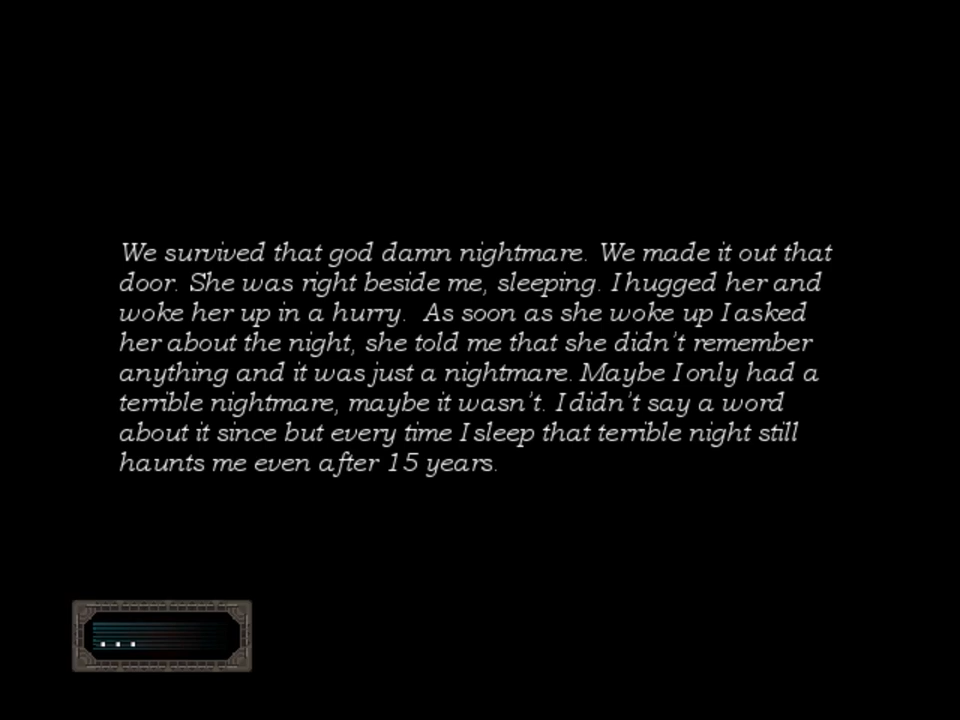 We survived that god damn nightmare. We made it out that
door. She was right beside me, sleeping. I hugged her and
woke her up in a hurry.  As soon as she woke up I asked
her about the night, she told me that she didn't remember
anything and it was just a nightmare. Maybe I only had a
terrible nightmare, maybe it wasn't. I didn't say a word
about it since but every time I sleep that terrible night still
haunts me even after 15 years.
...